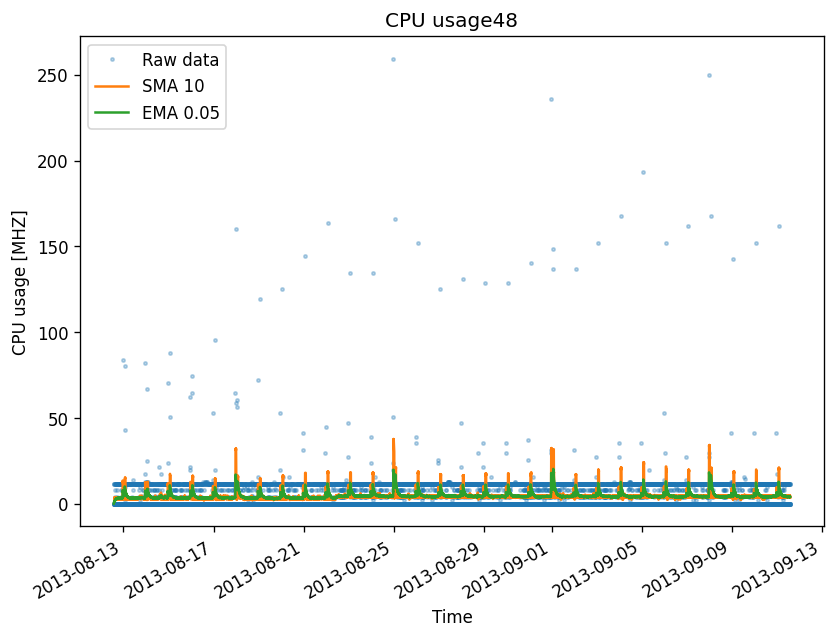 CPU usage48
Raw data
SMA 10
EMA 0.05
CPU usage [MHZ]
250
200
150
100
50
0
2013-08-13
2013-08-17
2013-08-21
2013-08-25
2013-08-29
2013-09-01
2013-09-05
2013-09-09
2013-09-13
Time